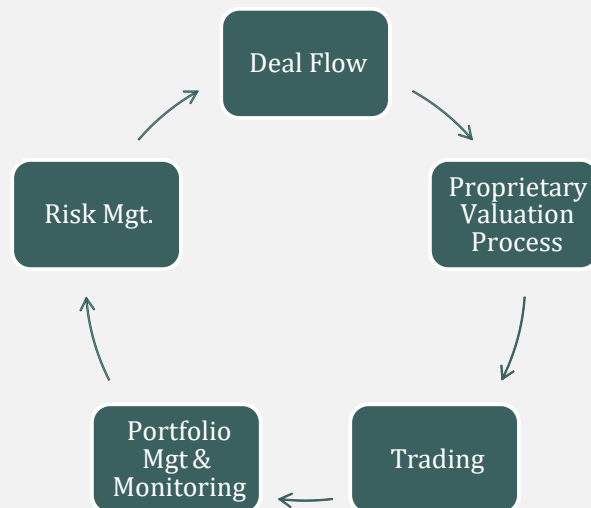 Deal Flow
Proprietary
Valuation
Process
Trading
Portfolio
Mgt &
Monitoring
Risk Mgt.